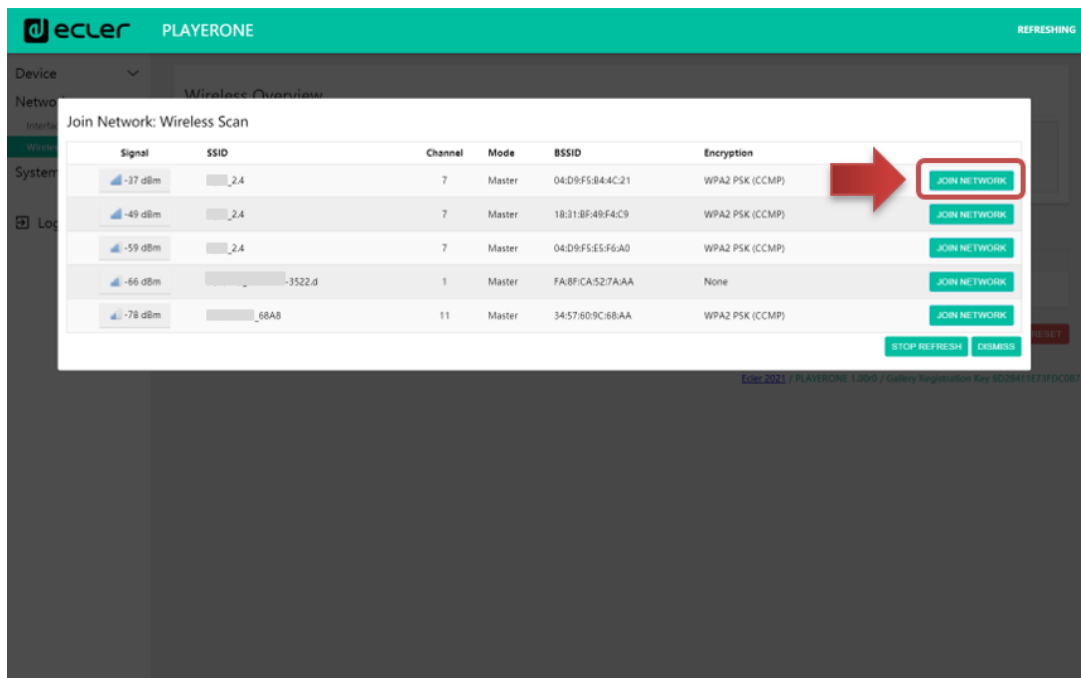 ecler PLAYERONE REFRESHING
Device
Wireless Overview
Join Network: Wireless Scan
Signal SSID Channel Mode BSSID Encryption
-37 dBm _2.4 7 Master 04:D9:F5:B4:4C:21 WPA2 PSK (CCMP) JOIN NETWORK
-49 dBm _2.4 7 Master 18:31:BF:49:F4:C9 WPA2 PSK (CCMP) JOIN NETWORK
-59 dBm _2.4 7 Master 04:D9:F5:E5:F6:A0 WPA2 PSK (CCMP) JOIN NETWORK
-66 dBm -3522.d 1 Master FA:8F:CA:52:7A:AA None JOIN NETWORK
-78 dBm _68A8 11 Master 34:57:60:9C:68:AA WPA2 PSK (CCMP) JOIN NETWORK
System
RESET
STOP REFRESH DISMISS
Ecler 2021 / PLAYERONE 1.00r0 / Gallery Registration Key